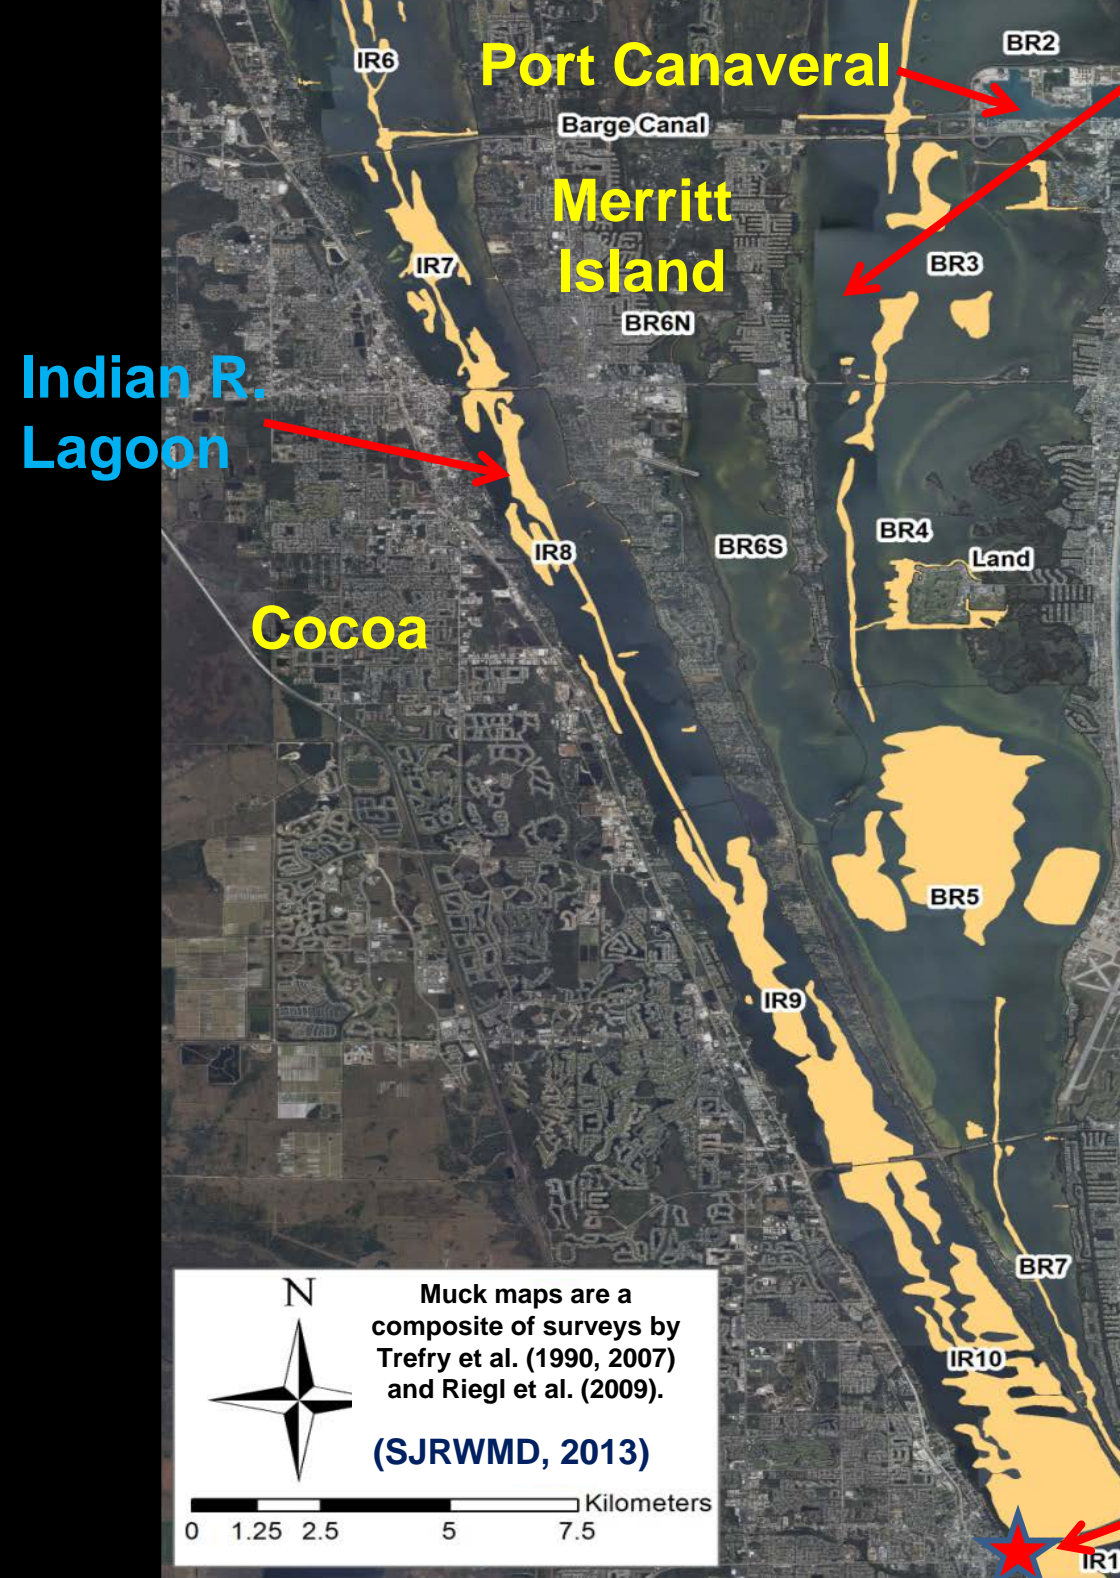 BR2
IR6
Port Canaveral
Barge Canal
Merritt
Island
IR7
BR3
BR6N
Indian R.
Lagoon
BR4
BR6S
IR8
Land
Cocoa
BR5
IR9
BR7
IR10
N
Muck maps are a
composite of surveys by
Trefry et al. (1990, 2007)
and Riegl et al. (2009).
(SJRWMD, 2013)
Kilometers
0 1.25 2.5 5 7.5
IR1